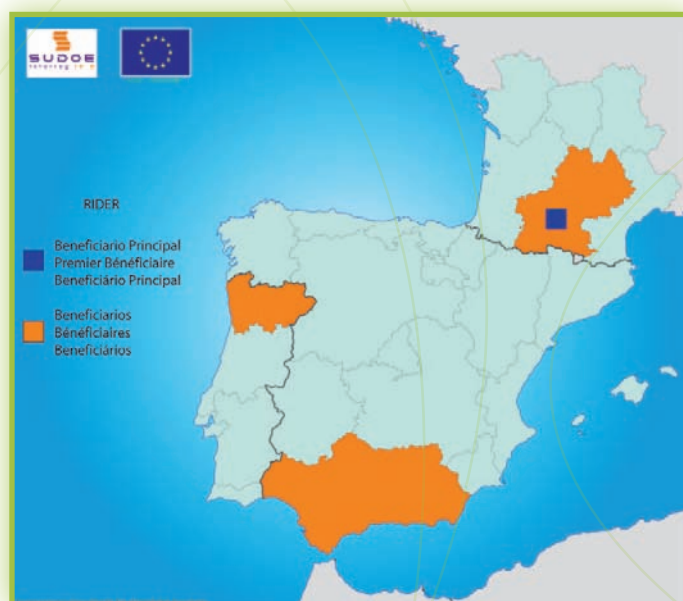 SUDOE
RIDER
Beneficiario Principal
Premier Bénéficiaire
Beneficiário Principal
Beneficiarios
Bénéficiaires
Beneficiários